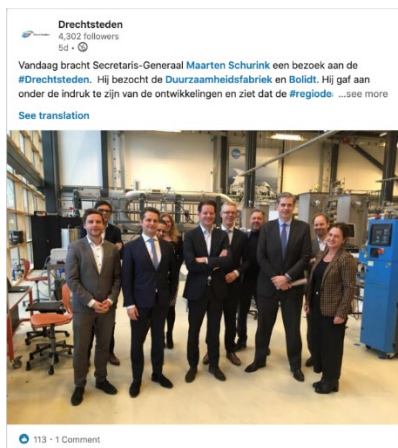 Drechtsteden
4,302 followers
5d •
Vandaag bracht Secretaris-Generaal Maarten Schurink een bezoek aan de
#Drechtsteden. Hij bezocht de Duurzaamheidsfabriek en Bolidt. Hij gaf aan
onder de indruk te zijn van de ontwikkelingen en ziet dat de #regiode ...see more
See translation
113 • 1 Comment